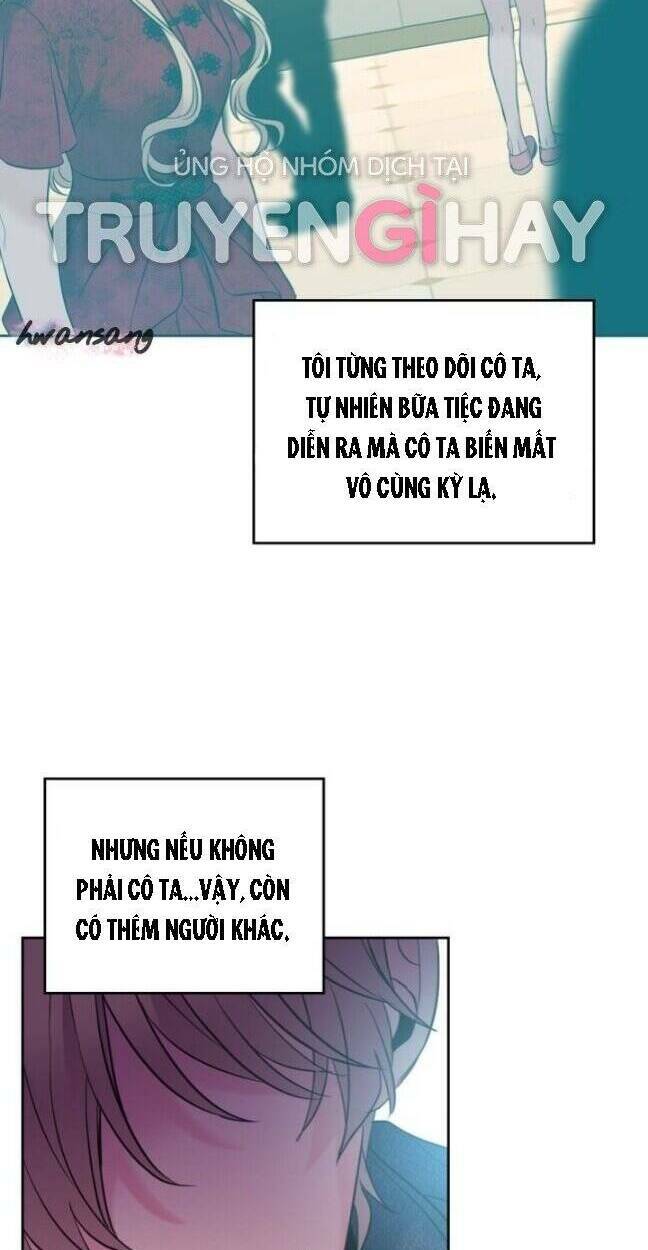 ỦNG HỘ NHÓM DỊCH TẠI
TRUYENGÌHAY
hwansang
TÔI TỪNG THEO DÕI CÔ TA,
TỰ NHIÊN BỮA TIỆC ĐANG
DIỄN RA MÀ CÔ TA BIẾN MẤT
VÔ CÙNG KỲ LẠ.
NHƯNG NẾU KHÔNG
PHẢI CÔ TA...VẬY, CÒN
CÓ THÊM NGƯỜI KHÁC.